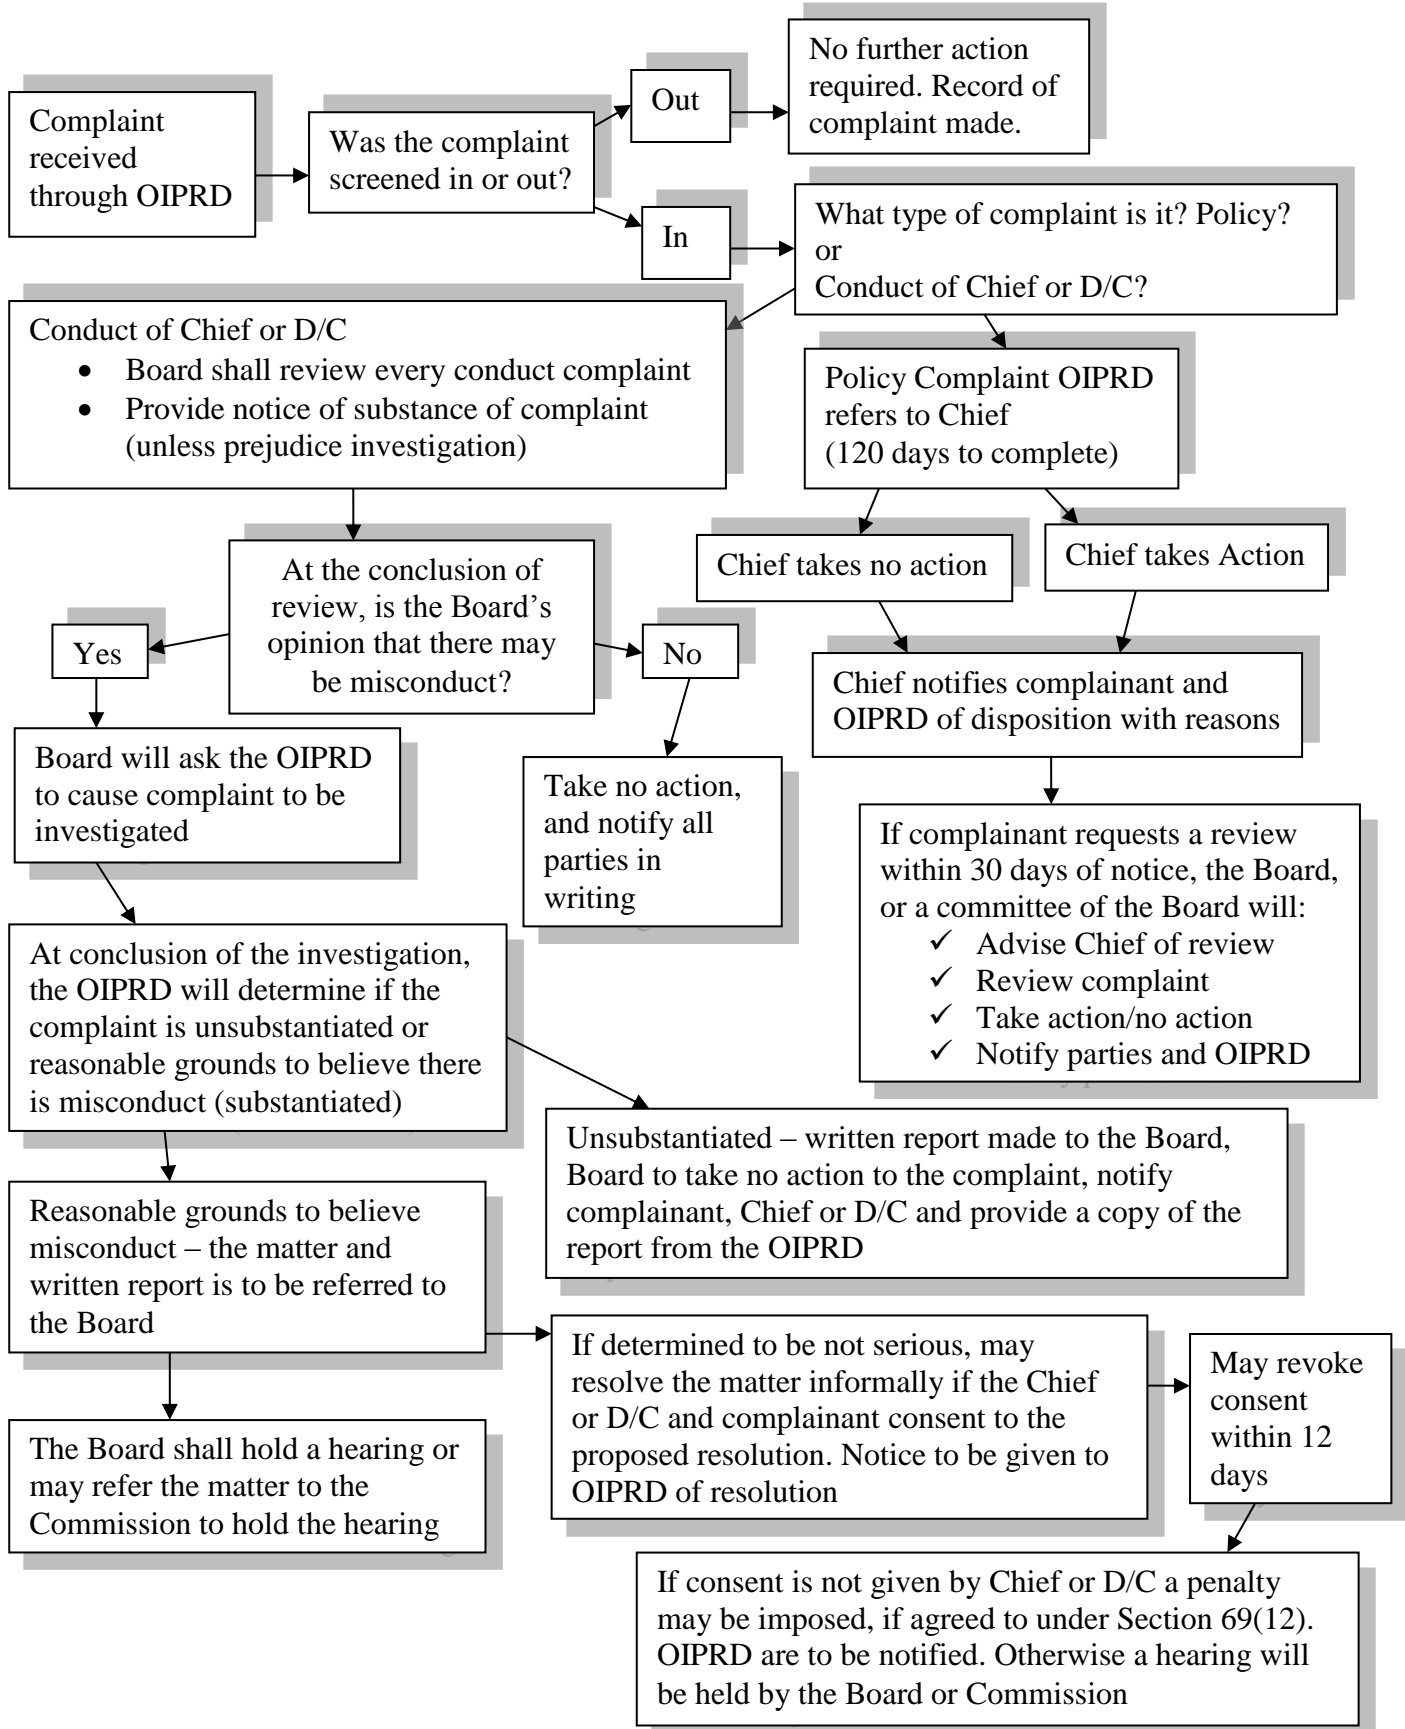 Complaint
received
through OIPRD
Was the complaint
screened in or out?
Out
No further action
required. Record of
complaint made.
In
What type of complaint is it? Policy?
or
Conduct of Chief or D/C?
Conduct of Chief or D/C
• Board shall review every conduct complaint
• Provide notice of substance of complaint
(unless prejudice investigation)
Policy Complaint OIPRD
refers to Chief
(120 days to complete)
Chief takes no action
Chief takes Action
At the conclusion of
review, is the Board’s
opinion that there may
be misconduct?
Yes
No
Chief notifies complainant and
OIPRD of disposition with reasons
Board will ask the OIPRD
to cause complaint to be
investigated
Take no action,
and notify all
parties in
writing
If complainant requests a review
within 30 days of notice, the Board,
or a committee of the Board will:
✓ Advise Chief of review
✓ Review complaint
✓ Take action/no action
✓ Notify parties and OIPRD
At conclusion of the investigation,
the OIPRD will determine if the
complaint is unsubstantiated or
reasonable grounds to believe there
is misconduct (substantiated)
Unsubstantiated – written report made to the Board,
Board to take no action to the complaint, notify
complainant, Chief or D/C and provide a copy of the
report from the OIPRD
Reasonable grounds to believe
misconduct – the matter and
written report is to be referred to
the Board
If determined to be not serious, may
resolve the matter informally if the Chief
or D/C and complainant consent to the
proposed resolution. Notice to be given to
OIPRD of resolution
May revoke
consent
within 12
days
The Board shall hold a hearing or
may refer the matter to the
Commission to hold the hearing
If consent is not given by Chief or D/C a penalty
may be imposed, if agreed to under Section 69(12).
OIPRD are to be notified. Otherwise a hearing will
be held by the Board or Commission